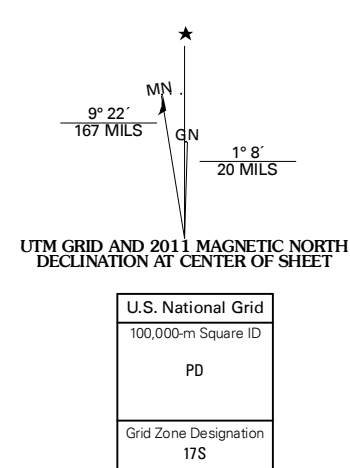 ★
MN
9° 22´
167 MILS
GN
1° 8´
20 MILS
UTM GRID AND 2011 MAGNETIC NORTH
DECLINATION AT CENTER OF SHEET
U.S. National Grid
100,000-m Square ID
PD
Grid Zone Designation
17S